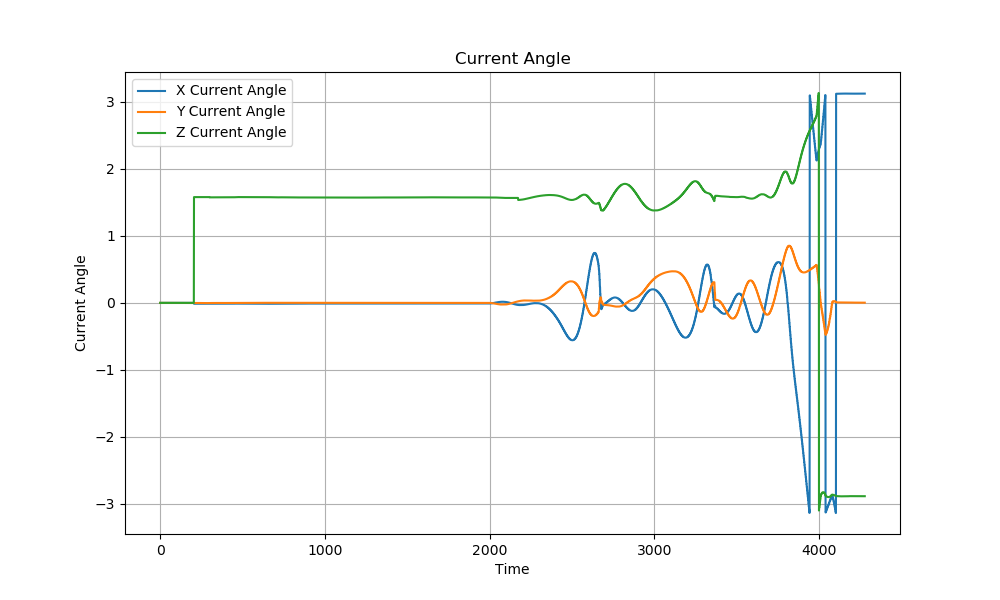 Current Angle
X Current Angle
Y Current Angle
Z Current Angle
3
2
1
0
−1
−2
−3
Current Angle
0 1000 2000 3000 4000
Time